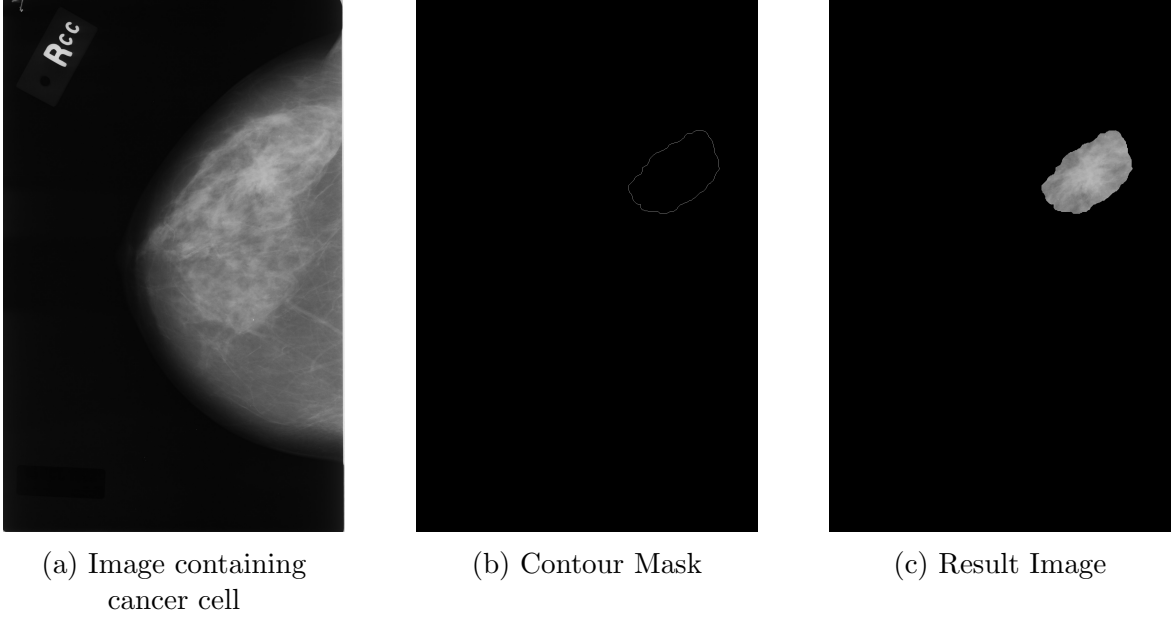 RCC
(a) Image containing
cancer cell
(b) Contour Mask
(c) Result Image